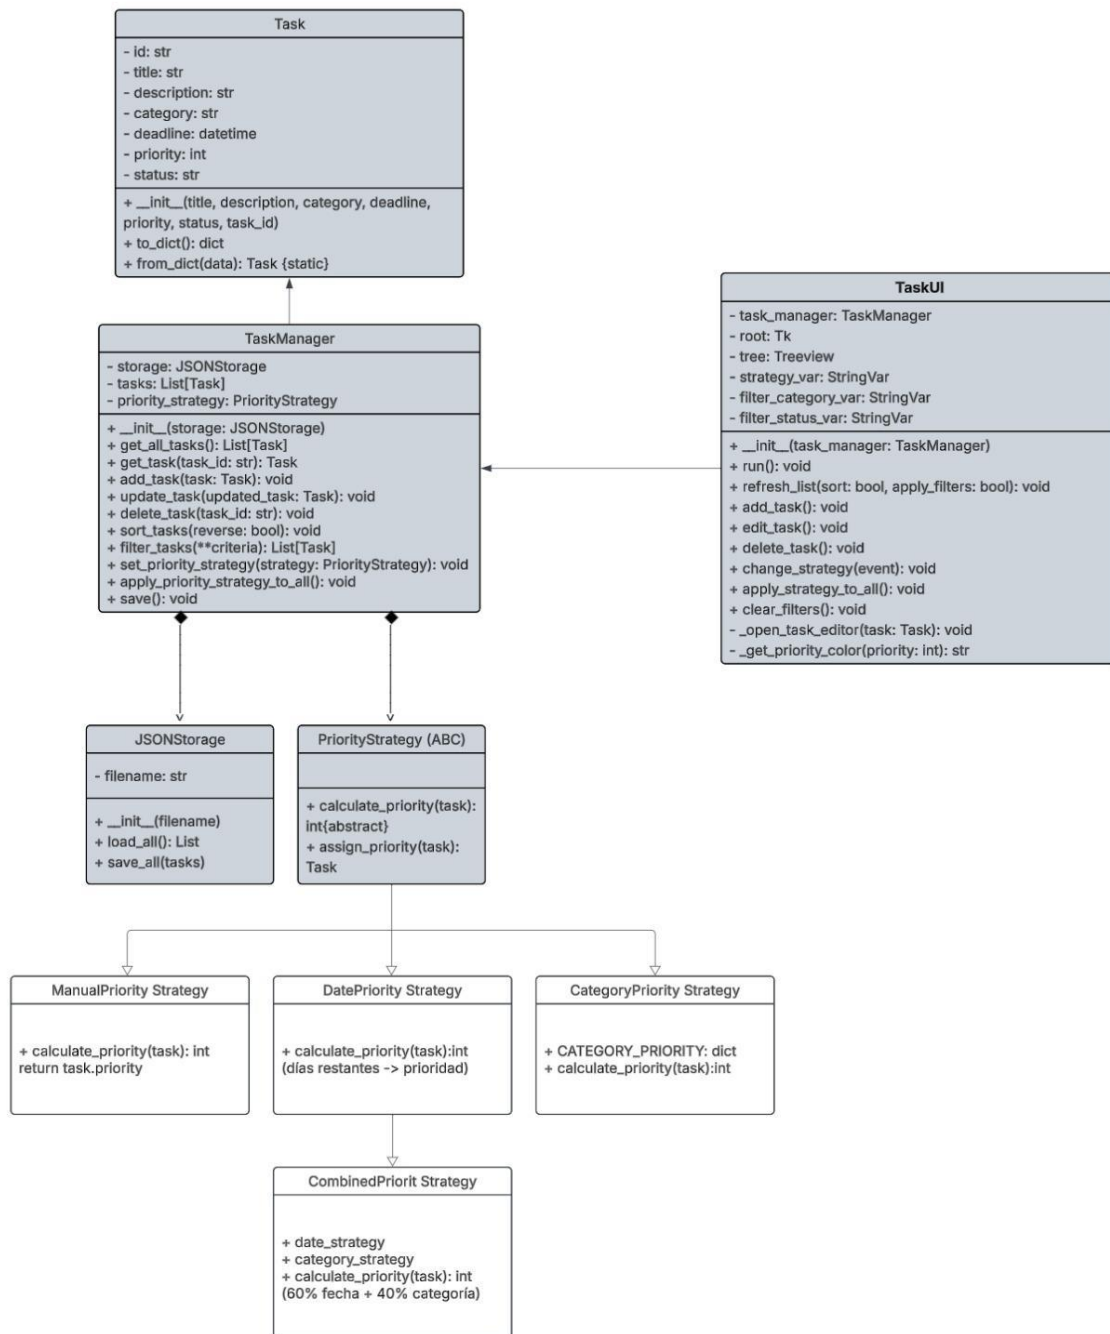 Task
- id: str
- title: str
- description: str
- category: str
- deadline: datetime
- priority: int
- status: str
+ __init__(title, description, category, deadline,
priority, status, task_id)
+ to_dict(): dict
+ from_dict(data): Task {static}
TaskManager
- storage: JSONStorage
- tasks: List[Task]
- priority_strategy: PriorityStrategy
+ __init__(storage: JSONStorage)
+ get_all_tasks(): List[Task]
+ get_task(task_id: str): Task
+ add_task(task: Task): void
+ update_task(updated_task: Task): void
+ delete_task(task_id: str): void
+ sort_tasks(reverse: bool): void
+ filter_tasks(**criteria): List[Task]
+ set_priority_strategy(strategy: PriorityStrategy): void
+ apply_priority_strategy_to_all(): void
+ save(): void
TaskUI
- task_manager: TaskManager
- root: Tk
- tree: Treeview
- strategy_var: StringVar
- filter_category_var: StringVar
- filter_status_var: StringVar
+ __init__(task_manager: TaskManager)
+ run(): void
+ refresh_list(sort: bool, apply_filters: bool): void
+ add_task(): void
+ edit_task(): void
+ delete_task(): void
+ change_strategy(event): void
+ apply_strategy_to_all(): void
+ clear_filters(): void
- _open_task_editor(task: Task): void
- _get_priority_color(priority: int): str
JSONStorage
- filename: str
+ __init__(filename)
+ load_all(): List
+ save_all(tasks)
PriorityStrategy (ABC)
+ calculate_priority(task):
int{abstract}
+ assign_priority(task):
Task
ManualPriority Strategy
+ calculate_priority(task): int
return task.priority
DatePriority Strategy
+ calculate_priority(task):int
(días restantes -> prioridad)
CategoryPriority Strategy
+ CATEGORY_PRIORITY: dict
+ calculate_priority(task):int
CombinedPriorit Strategy
+ date_strategy
+ category_strategy
+ calculate_priority(task): int
(60% fecha + 40% categoría)